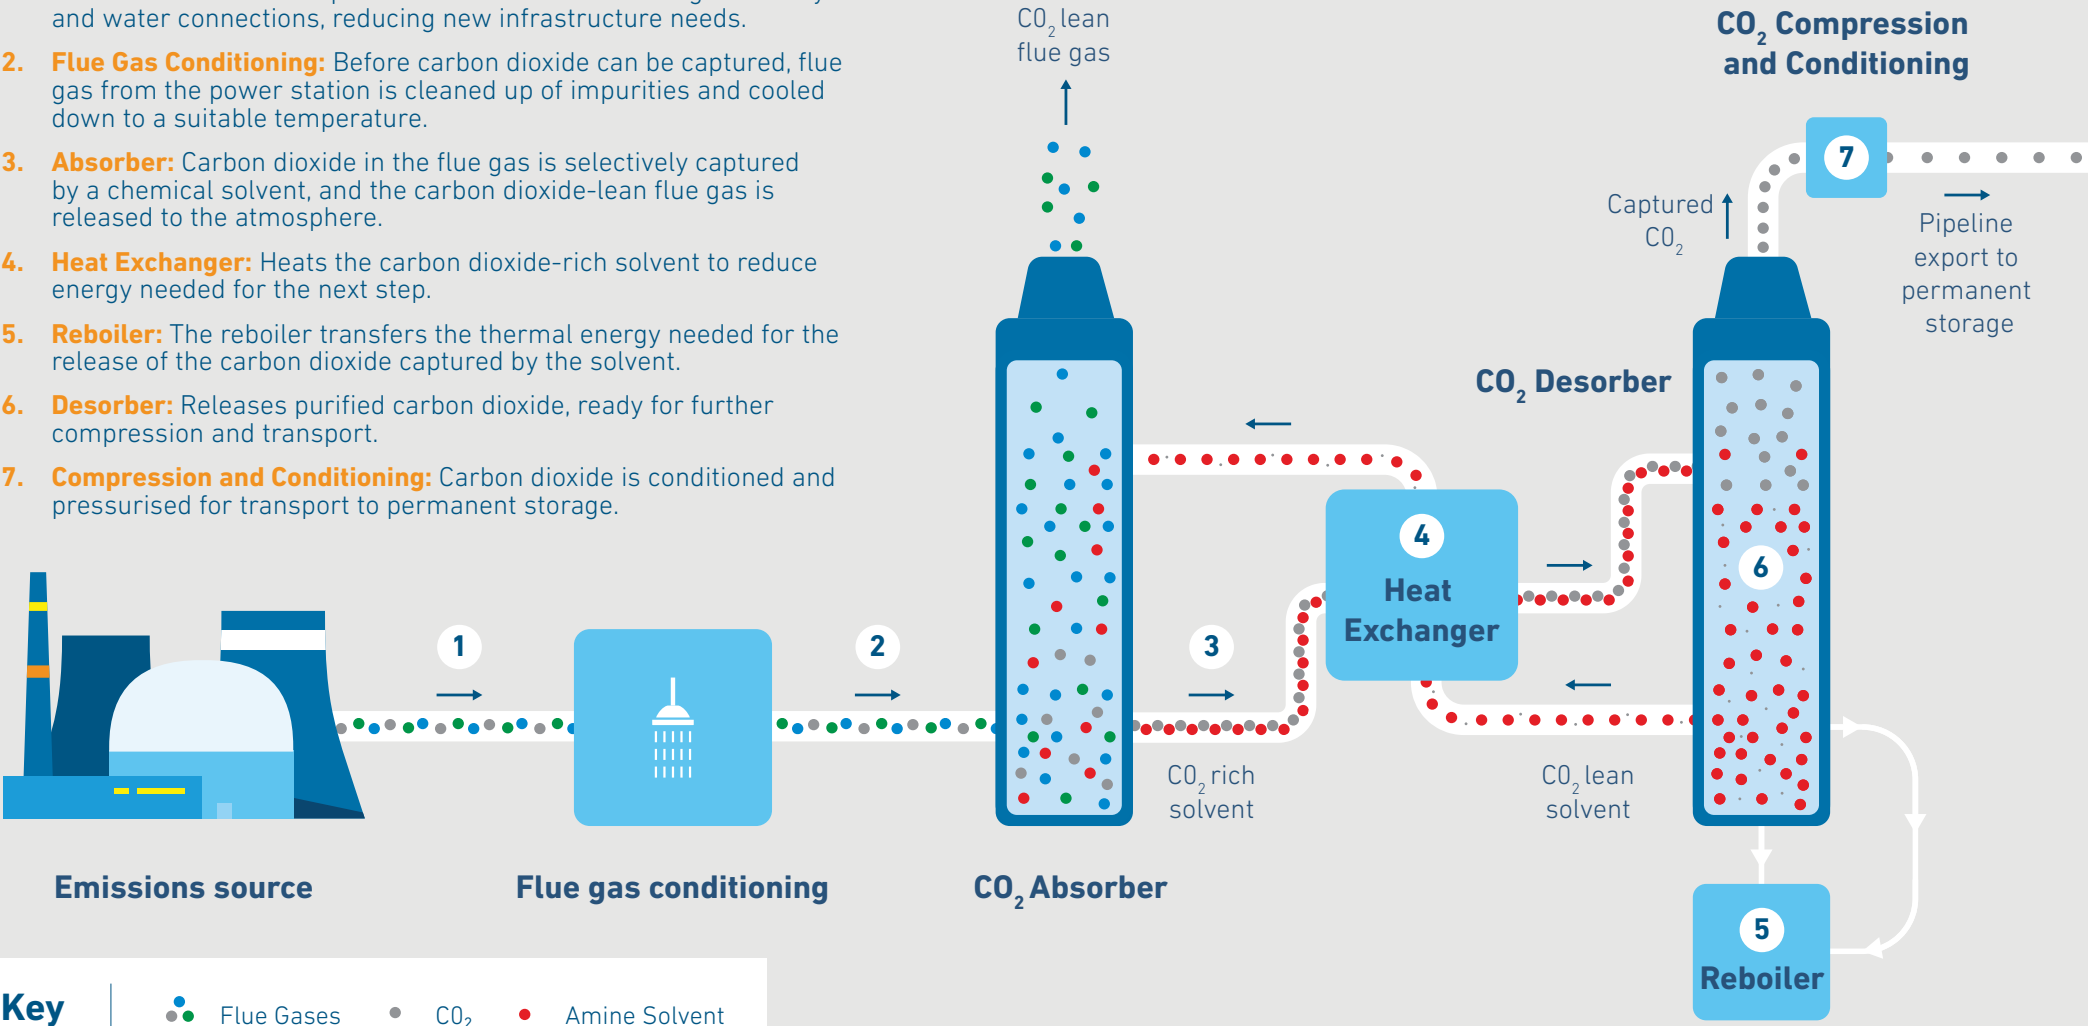 and water connections, reducing new infrastructure needs.
2. Flue Gas Conditioning: Before carbon dioxide can be captured, flue
gas from the power station is cleaned up of impurities and cooled
down to a suitable temperature.
3. Absorber: Carbon dioxide in the flue gas is selectively captured
by a chemical solvent, and the carbon dioxide-lean flue gas is
released to the atmosphere.
4. Heat Exchanger: Heats the carbon dioxide-rich solvent to reduce
energy needed for the next step.
5. Reboiler: The reboiler transfers the thermal energy needed for the
release of the carbon dioxide captured by the solvent.
6. Desorber: Releases purified carbon dioxide, ready for further
compression and transport.
7. Compression and Conditioning: Carbon dioxide is conditioned and
pressurised for transport to permanent storage.
CO₂ lean
flue gas
CO₂ Compression
and Conditioning
7
Captured
CO₂
Pipeline
export to
permanent
storage
CO₂ Desorber
4
Heat
Exchanger
6
1
2
3
CO₂ rich
solvent
CO₂ lean
solvent
Emissions source
Flue gas conditioning
CO₂ Absorber
5
Reboiler
Key
Flue Gases
CO₂
Amine Solvent